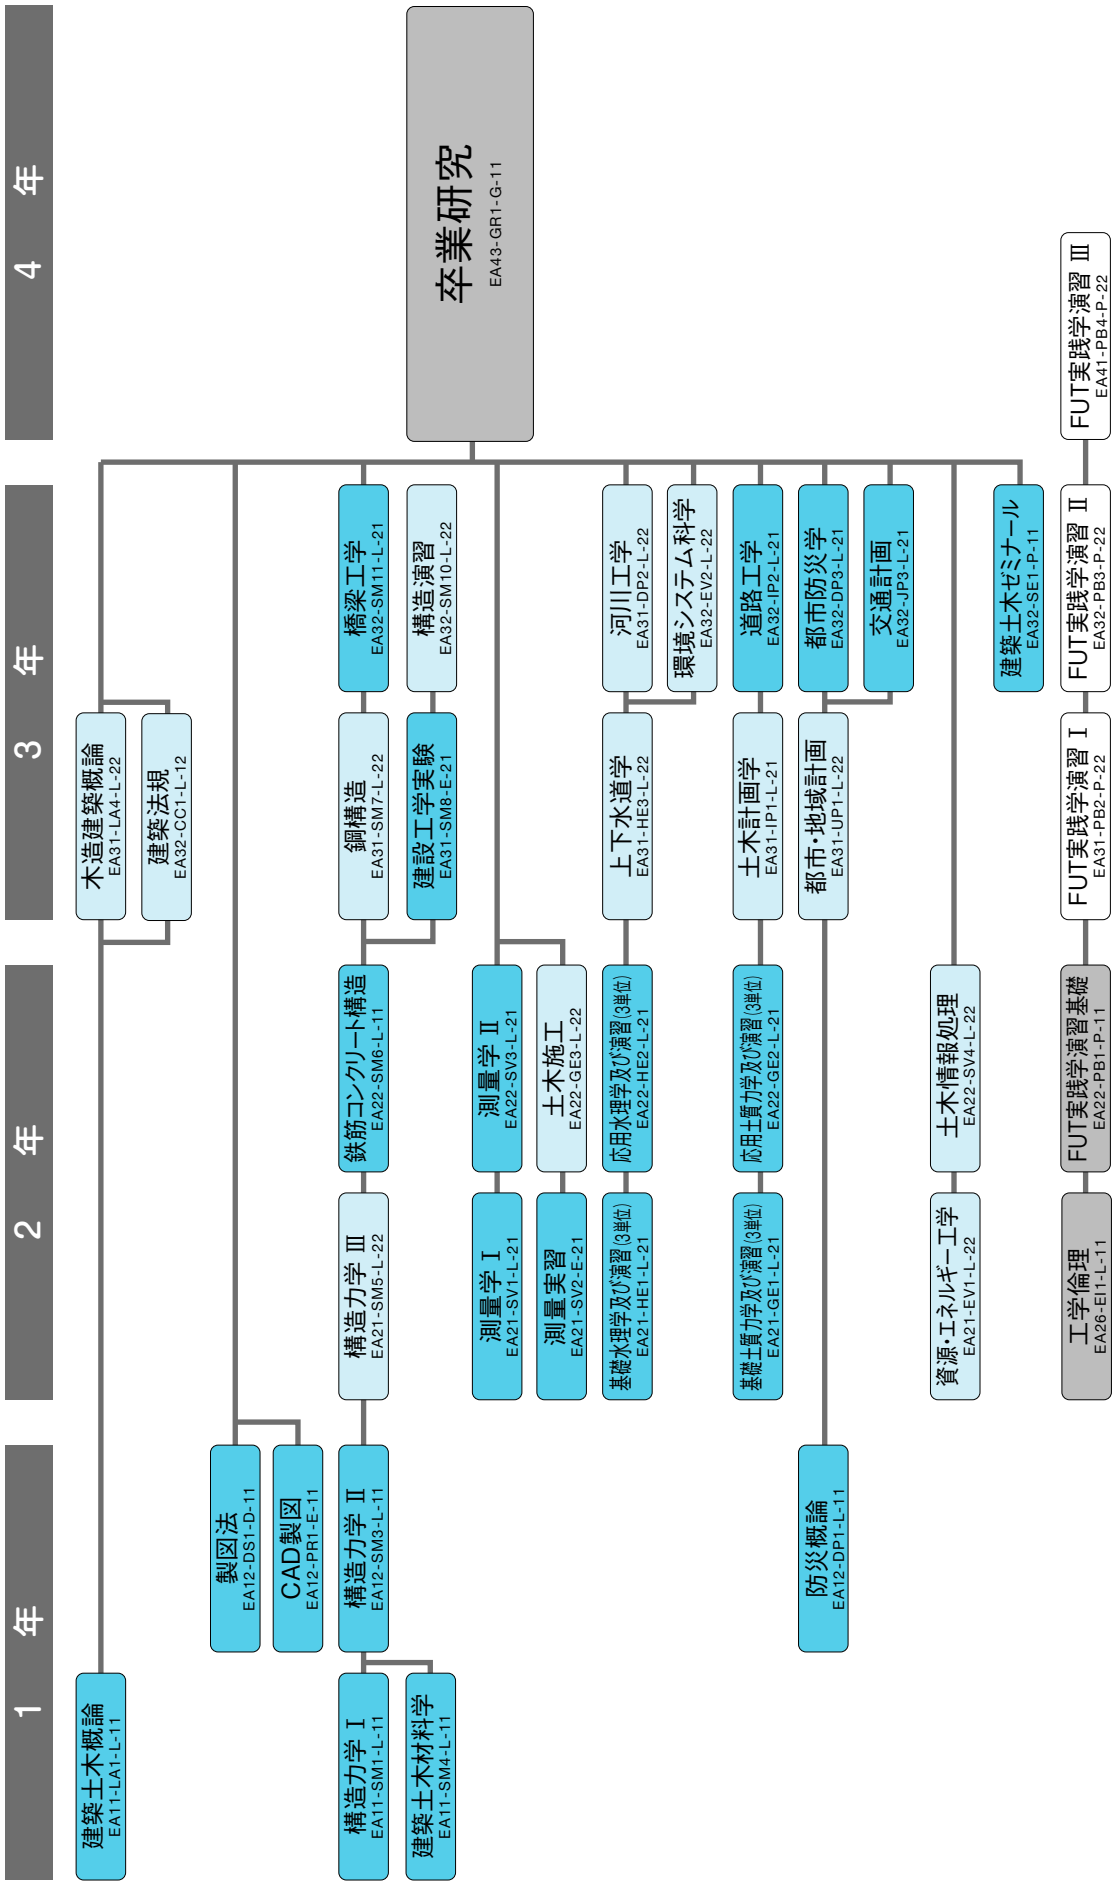 1 年
2 年
3 年
4 年
建築土木概論
EA11-LA1-L-11
木造建築概論
EA31-LA4-L-22
建築法規
EA32-CC1-L-12
製図法
EA12-DS1-D-11
CAD製図
EA12-PR1-E-11
構造力学 Ⅰ
EA11-SM1-L-11
建築土木材料学
EA11-SM4-L-11
構造力学 Ⅱ
EA12-SM3-L-11
構造力学 Ⅲ
EA21-SM5-L-22
鉄筋コンクリート構造
EA22-SM6-L-11
鋼構造
EA31-SM7-L-22
建設工学実験
EA31-SM8-E-21
橋梁工学
EA32-SM11-L-21
構造演習
EA32-SM10-L-22
測量学 Ⅰ
EA21-SV1-L-21
測量学 Ⅱ
EA22-SV3-L-21
測量実習
EA21-SV2-E-21
土木施工
EA22-GE3-L-22
基礎水理学及び演習(3単位)
EA21-HE1-L-21
応用水理学及び演習(3単位)
EA22-HE2-L-21
上下水道学
EA31-HE3-L-22
河川工学
EA31-DP2-L-22
環境システム科学
EA32-EV2-L-22
基礎土質力学及び演習(3単位)
EA21-GE1-L-21
応用土質力学及び演習(3単位)
EA22-GE2-L-21
土木計画学
EA31-IP1-L-21
道路工学
EA32-IP2-L-21
防災概論
EA12-DP1-L-11
都市・地域計画
EA31-UP1-L-22
都市防災学
EA32-DP3-L-21
交通計画
EA32-JP3-L-21
資源・エネルギー工学
EA21-EV1-L-22
土木情報処理
EA22-SV4-L-22
建築土木ゼミナール
EA32-SE1-P-11
卒業研究
EA43-GR1-G-11
工学倫理
EA26-EI1-L-11
FUT実践学演習基礎
EA22-PB1-P-11
FUT実践学演習 Ⅰ
EA31-PB2-P-22
FUT実践学演習 Ⅱ
EA32-PB3-P-22
FUT実践学演習 Ⅲ
EA41-PB4-P-22